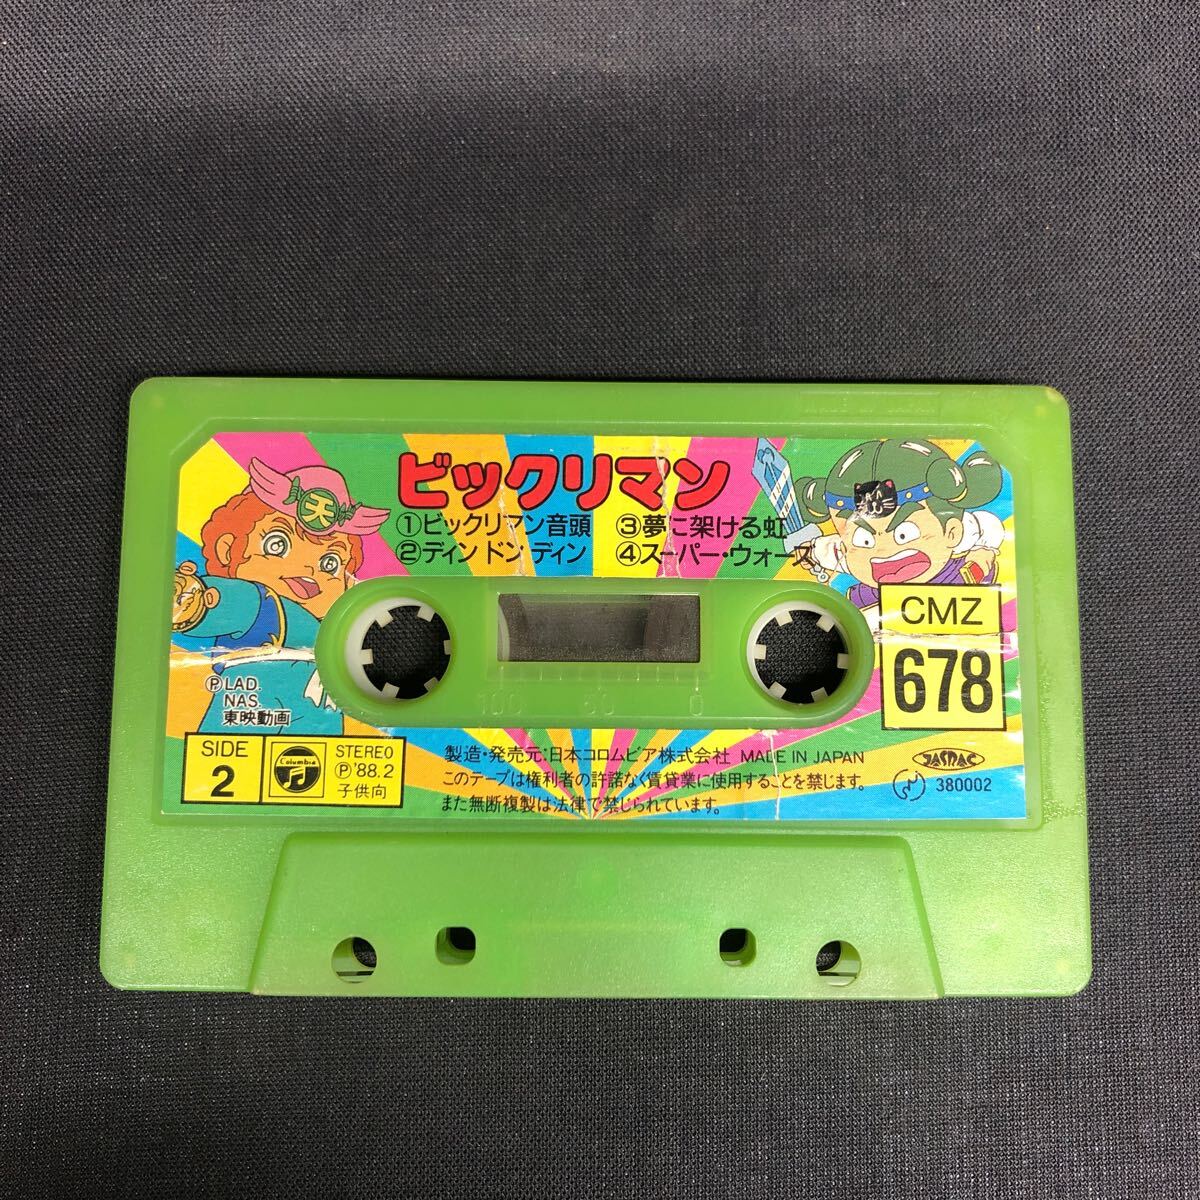 ビックリマン
①ビックリマン音頭
②ディン ドン ディン
③夢に架ける虹
④スーパー・ウォーズ
天
CMZ
678
ⓅLAD.
NAS.
東映動画
SIDE
2
Columbia
STEREO
Ⓟ'88.2
子供向
100 50 0
製造・発売元:日本コロムビア株式会社 MADE IN JAPAN
このテープは権利者の許諾なく賃貸業に使用することを禁じます。
また無断複製は法律で禁じられています。
JASRAC
380002